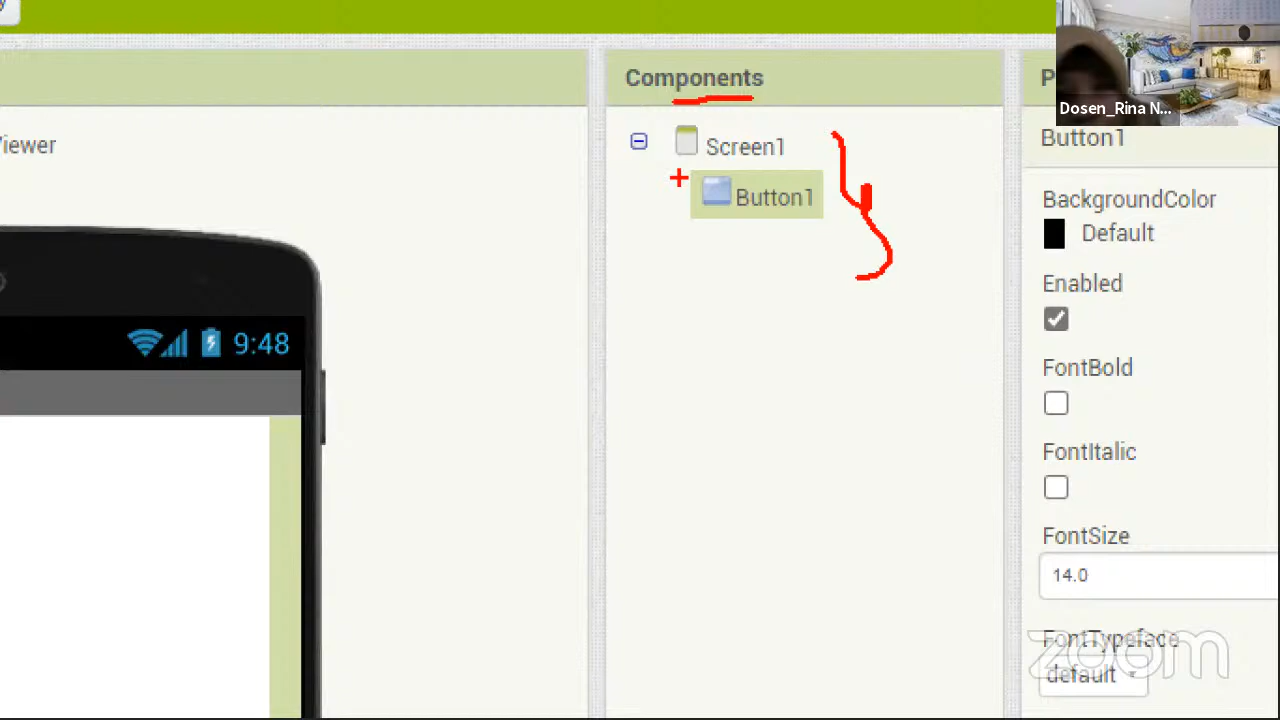 Components
P
Dosen_Rina N...
Viewer
Screen1
Button1
Button1
BackgroundColor
Default
Enabled
9:48
FontBold
FontItalic
FontSize
14.0
FontTypeface
default
zoom